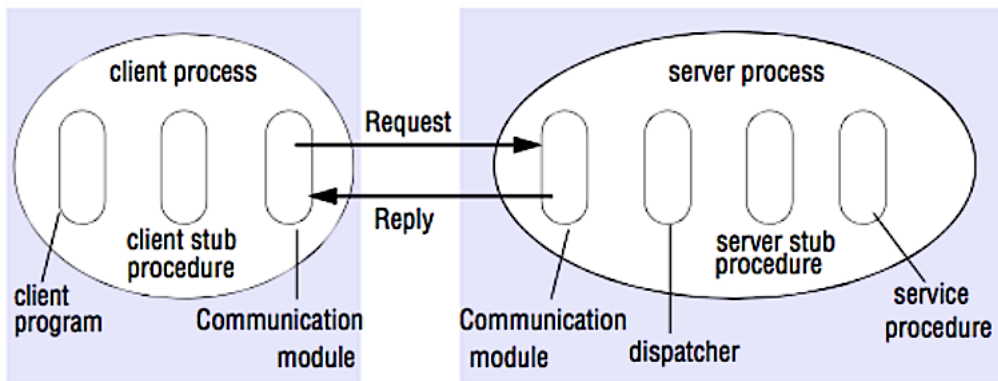 client process
server process
Request
Reply
client stub
procedure
server stub
procedure
client
program
Communication
module
Communication
module
dispatcher
service
procedure